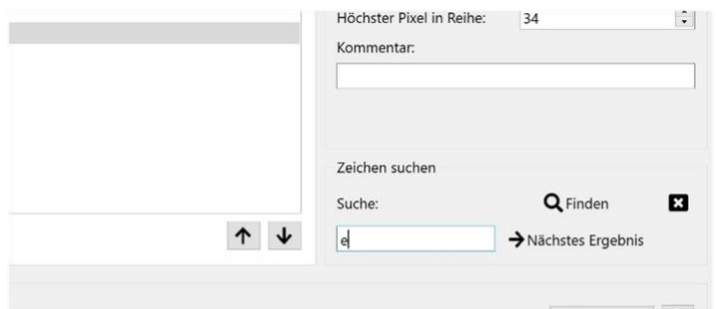 Höchster Pixel in Reihe: 34
Kommentar:
Zeichen suchen
Suche: Finden
e Nächstes Ergebnis